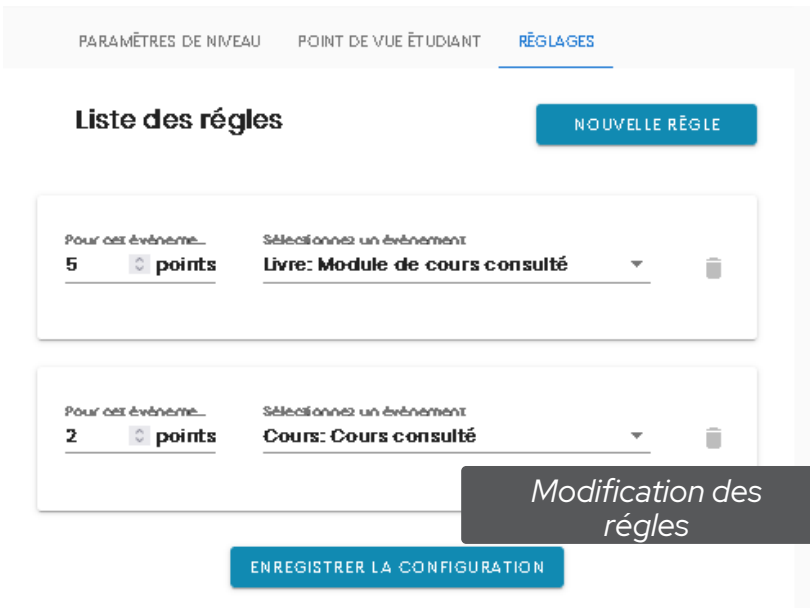 PARAMÈTRES DE NIVEAU POINT DE VUE ÉTUDIANT RÉGLAGES
Liste des régles NOUVELLE RÈGLE
Pour cet événeme... Sélectionnez un événement
5 points Livre: Module de cours consulté
Pour cet événeme... Sélectionnez un événement
2 points Cours: Cours consulté
Modification des
régles
ENREGISTRER LA CONFIGURATION